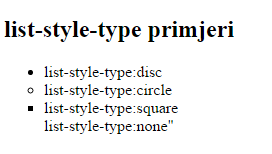 list-style-type primjeri
list-style-type:disc
list-style-type:circle
list-style-type:square
list-style-type:none"